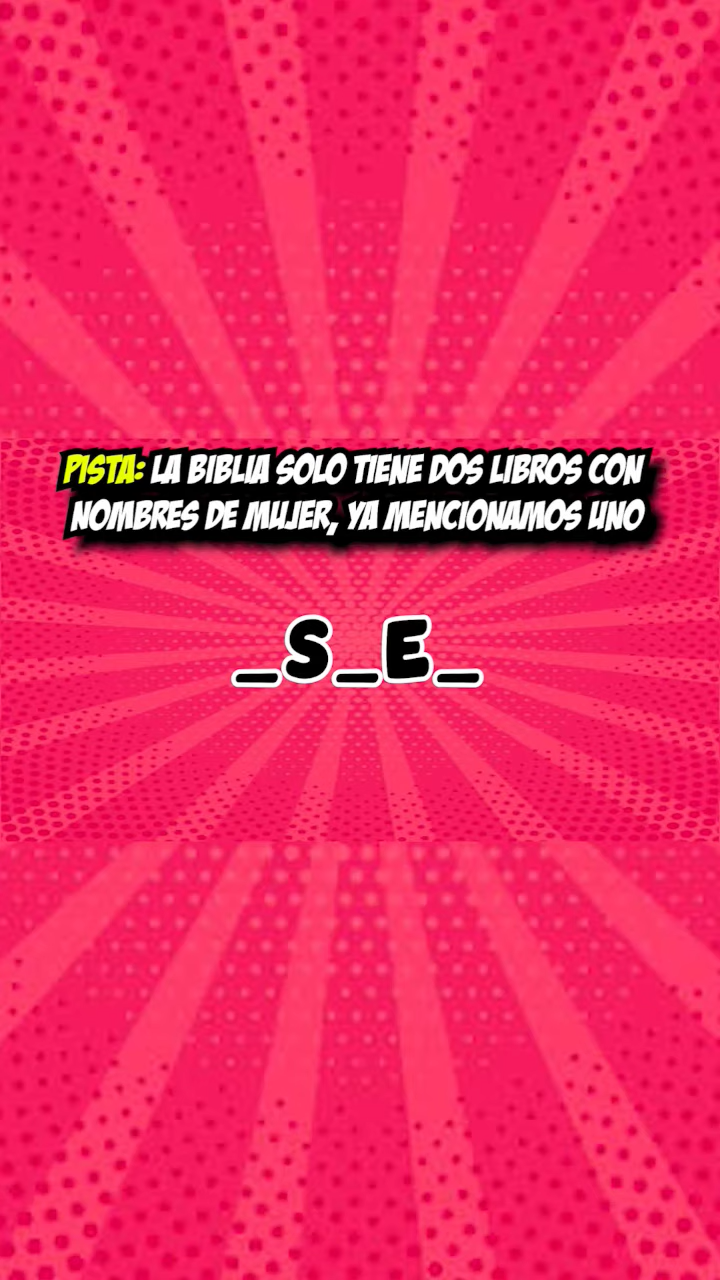 PISTA: LA BIBLIA SOLO TIENE DOS LIBROS CON
NOMBRES DE MUJER, YA MENCIONAMOS UNO
_S_E_